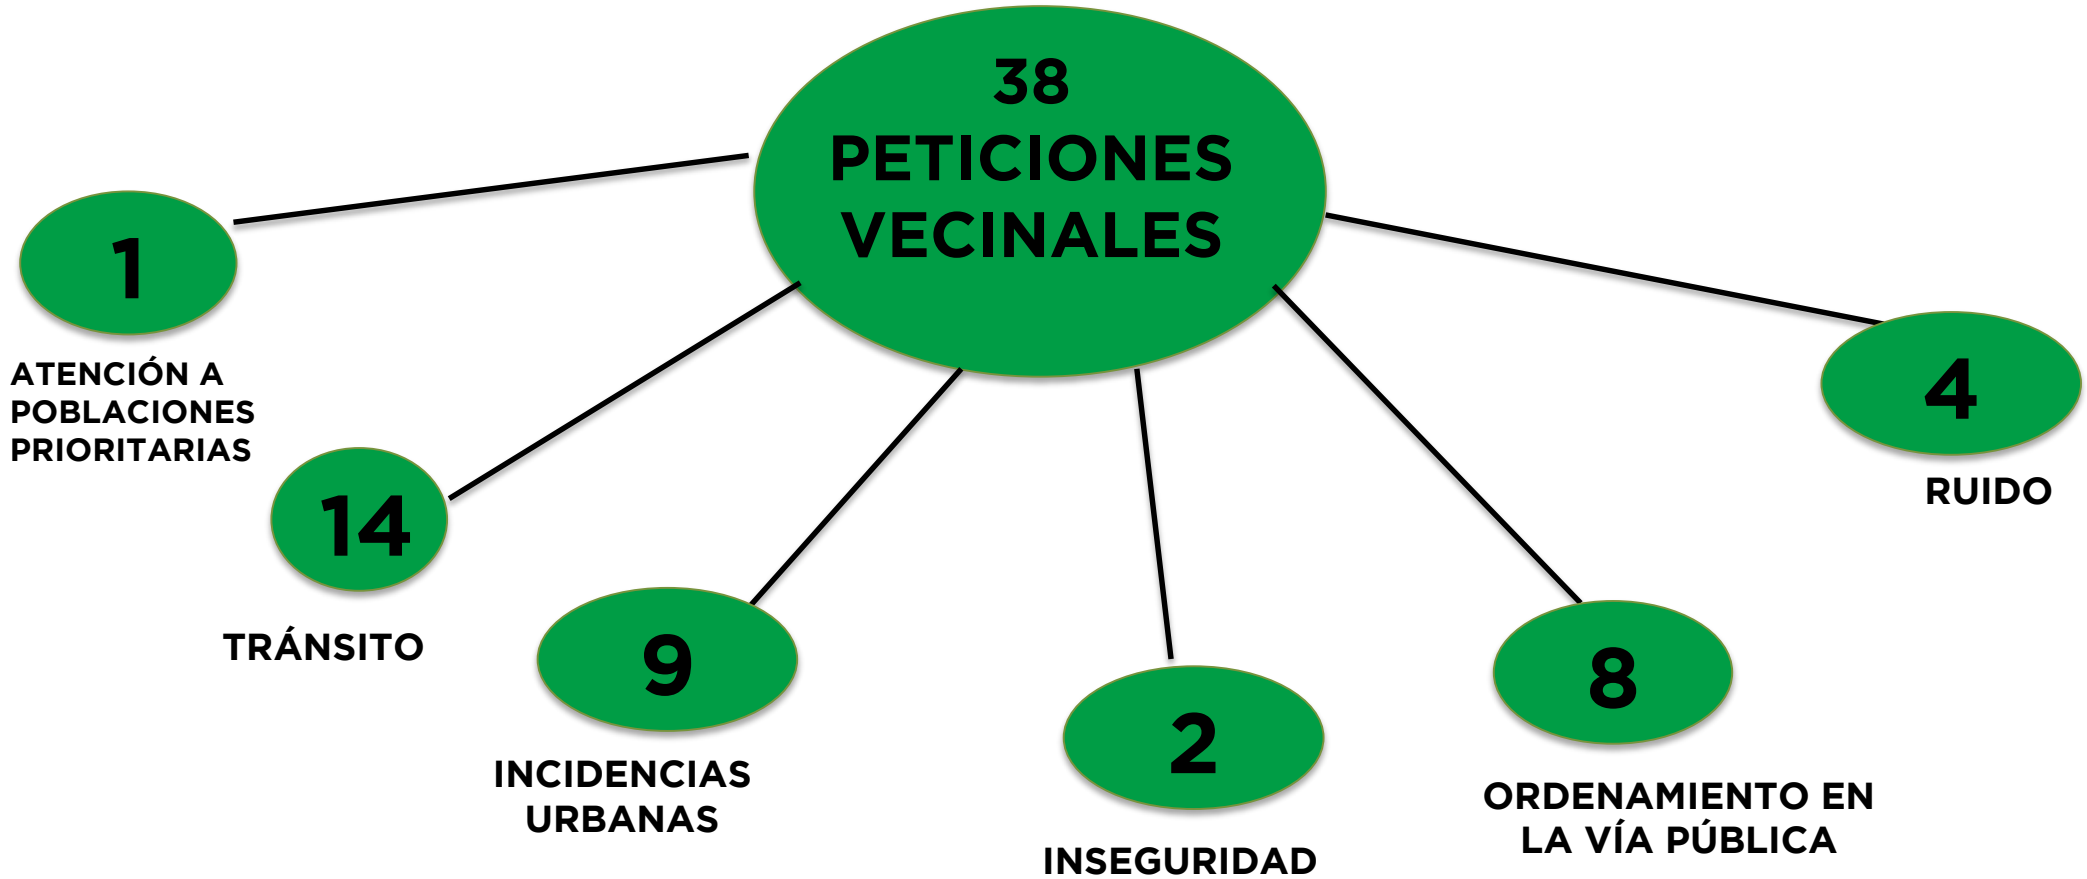 38
PETICIONES
VECINALES
1
ATENCIÓN A
POBLACIONES
PRIORITARIAS
14
TRÁNSITO
9
INCIDENCIAS
URBANAS
2
INSEGURIDAD
8
ORDENAMIENTO EN
LA VÍA PÚBLICA
4
RUIDO